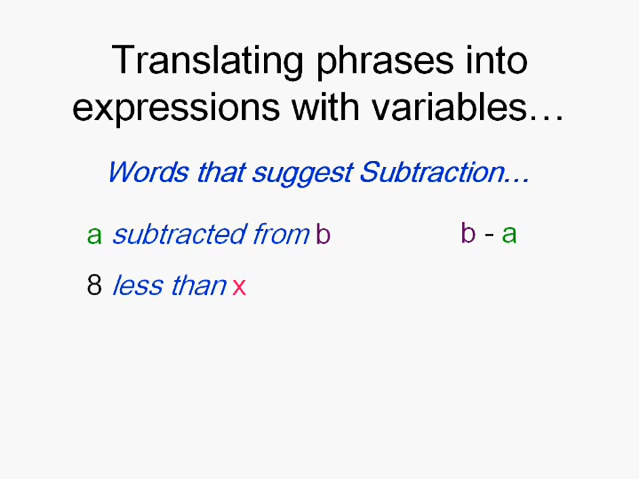 Translating phrases into
expressions with variables…
Words that suggest Subtraction…
a subtracted from b b - a
8 less than x